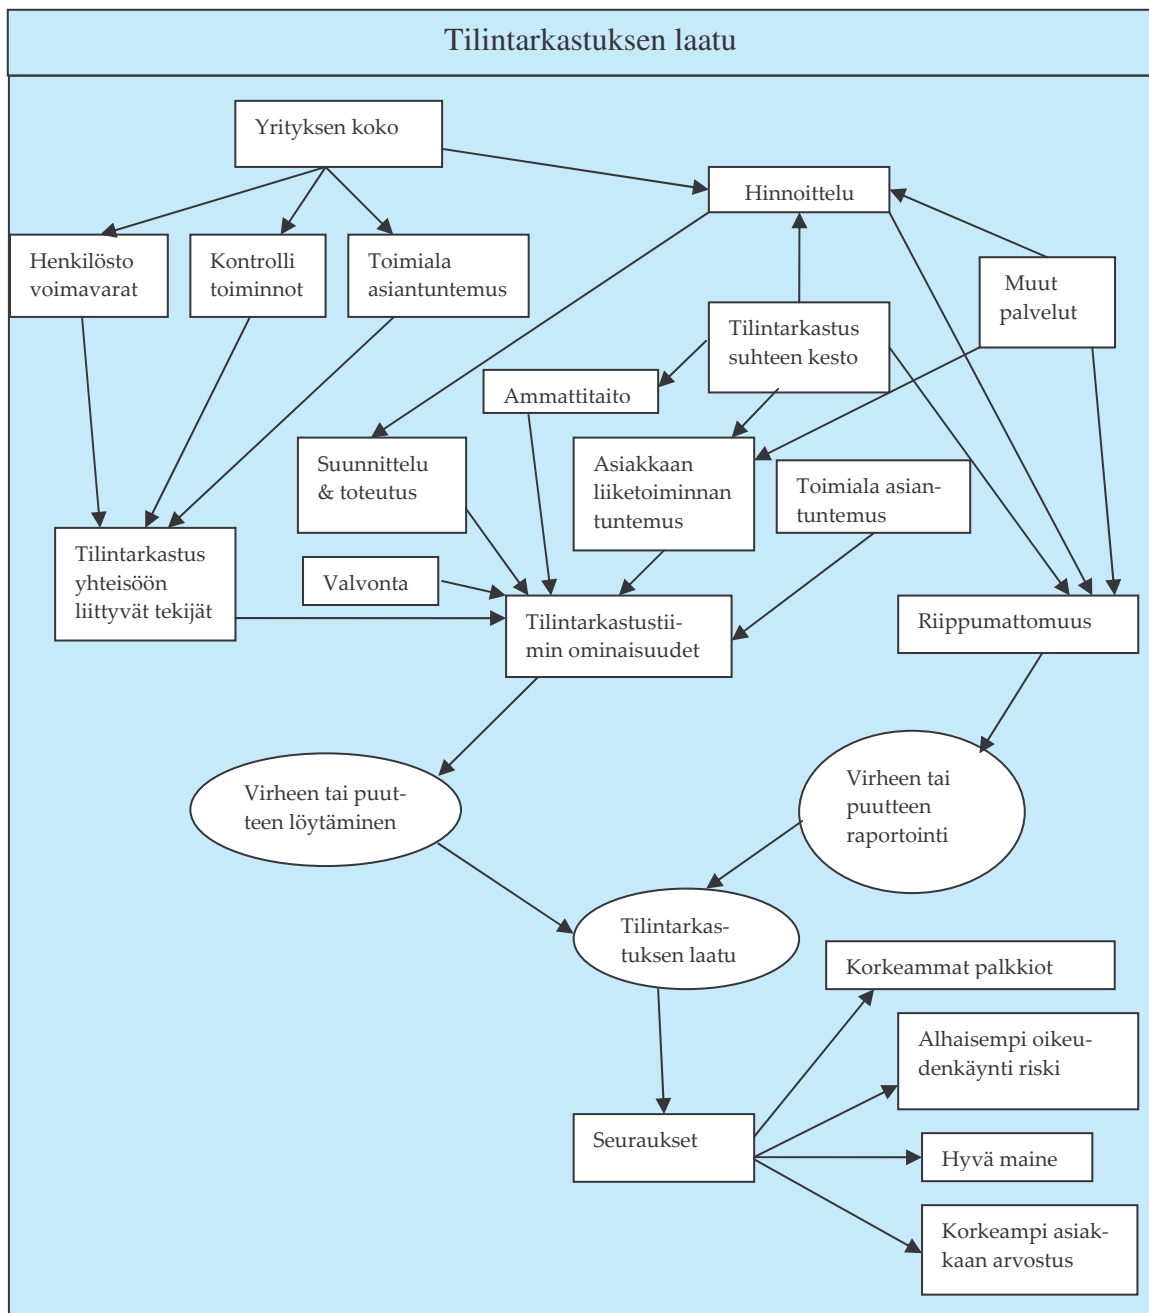 Tilintarkastuksen laatu
Yrityksen koko
Hinnoittelu
Henkilösto
voimavarat
Kontrolli
toiminnot
Toimiala
asiantuntemus
Muut
palvelut
Tilintarkastus
suhteen kesto
Ammattitaito
Suunnittelu
& toteutus
Asiakkaan
liiketoiminnan
tuntemus
Toimiala asian-
tuntemus
Tilintarkastus
yhteisöön
liittyvät tekijät
Valvonta
Tilintarkastustii-
min ominaisuudet
Riippumattomuus
Virheen tai puut-
teen löytäminen
Virheen tai
puutteen
raportointi
Tilintarkas-
tuksen laatu
Korkeammat palkkiot
Alhaisempi oikeu-
denkäynti riski
Seuraukset
Hyvä maine
Korkeampi asiak-
kaan arvostus